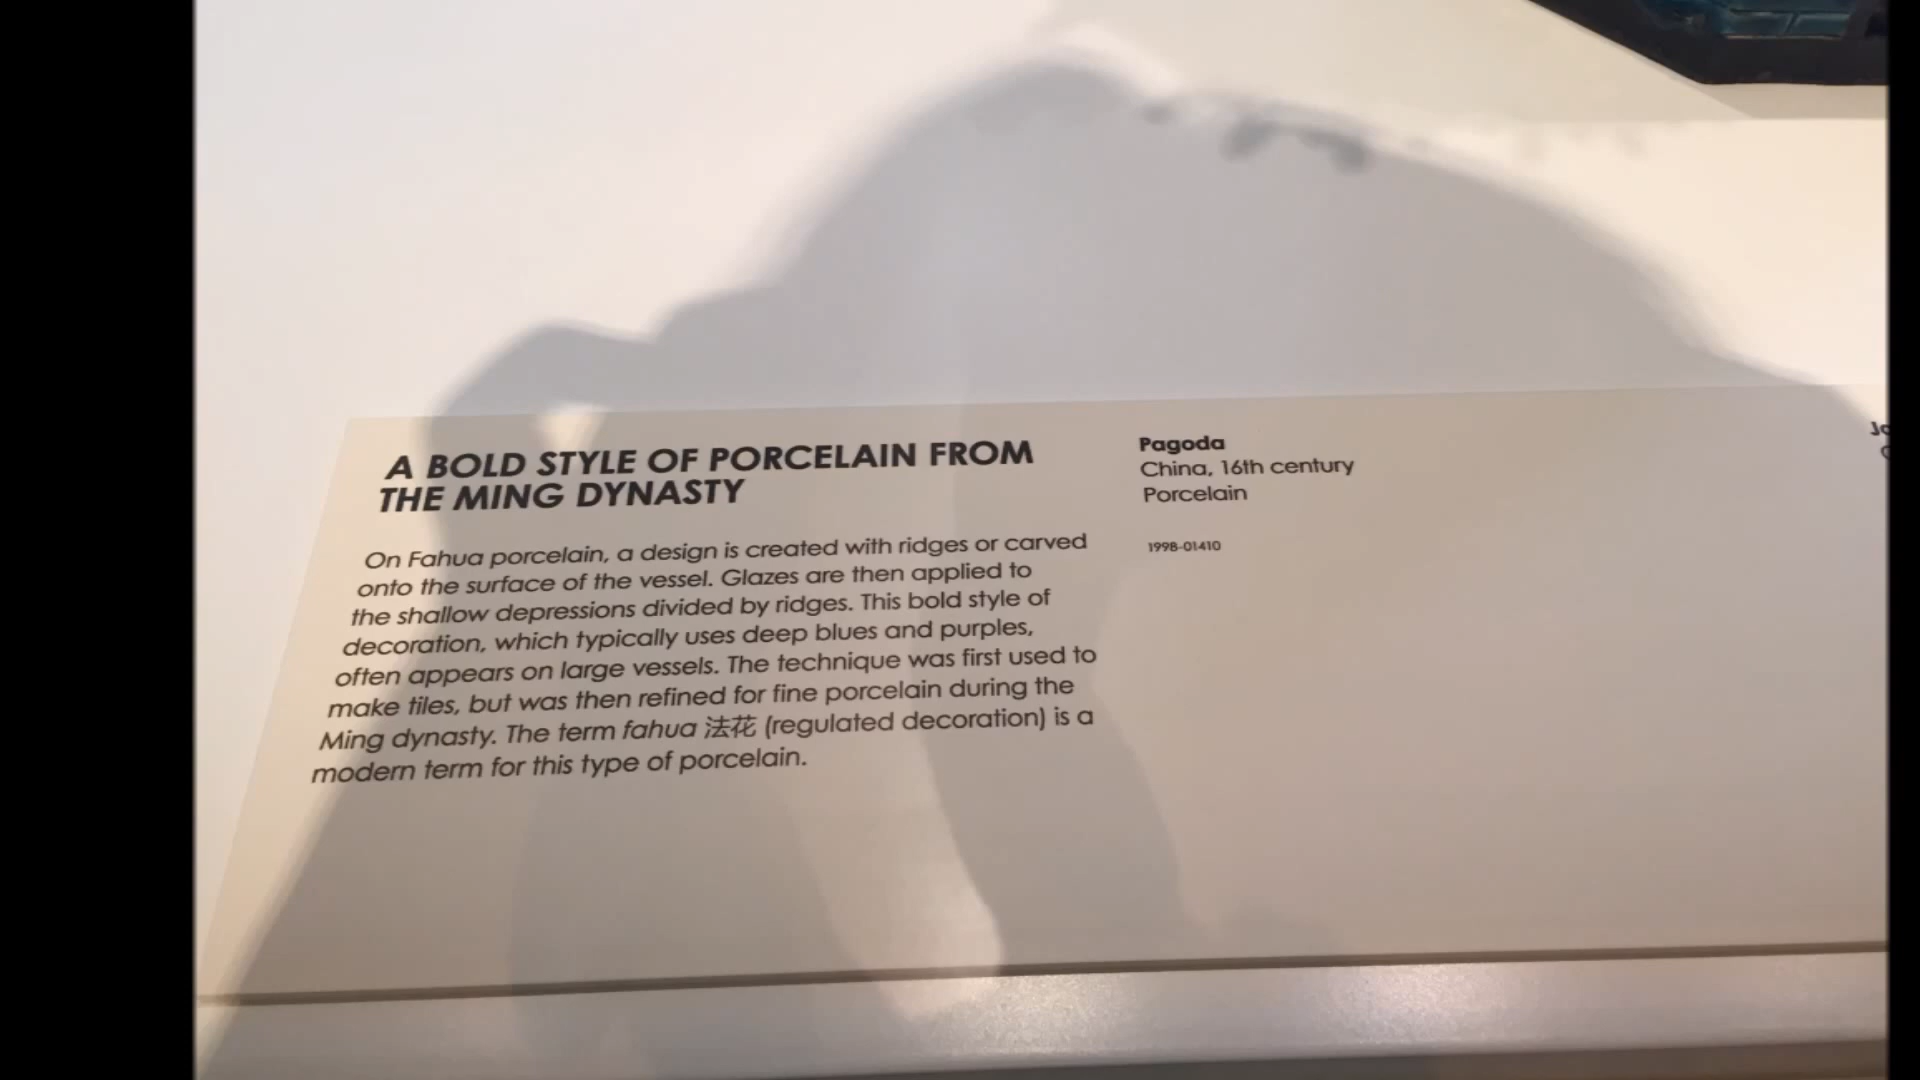 A BOLD STYLE OF PORCELAIN FROM
THE MING DYNASTY
On Fahua porcelain, a design is created with ridges or carved
onto the surface of the vessel. Glazes are then applied to
the shallow depressions divided by ridges. This bold style of
decoration, which typically uses deep blues and purples,
often appears on large vessels. The technique was first used to
make tiles, but was then refined for fine porcelain during the
Ming dynasty. The term fahua 法花 (regulated decoration) is a
modern term for this type of porcelain.
Pagoda
China, 16th century
Porcelain
1998-01410